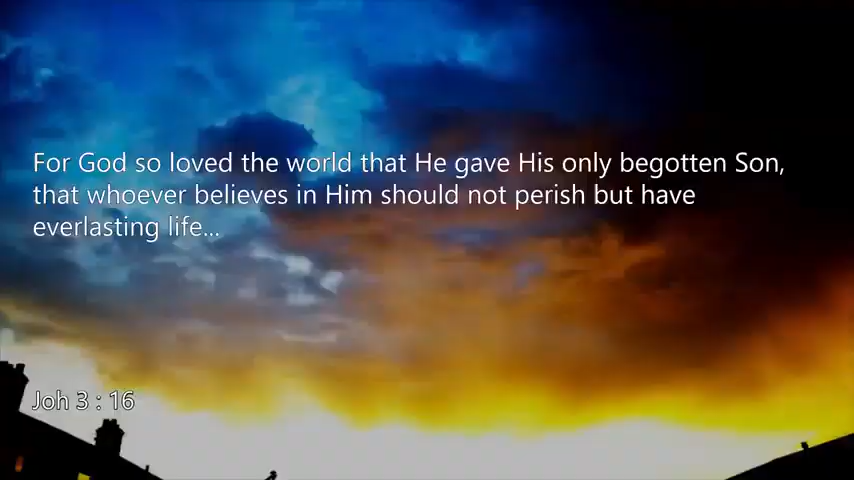 For God so loved the world that He gave His only begotten Son,
that whoever believes in Him should not perish but have
everlasting life...
Joh 3 : 16